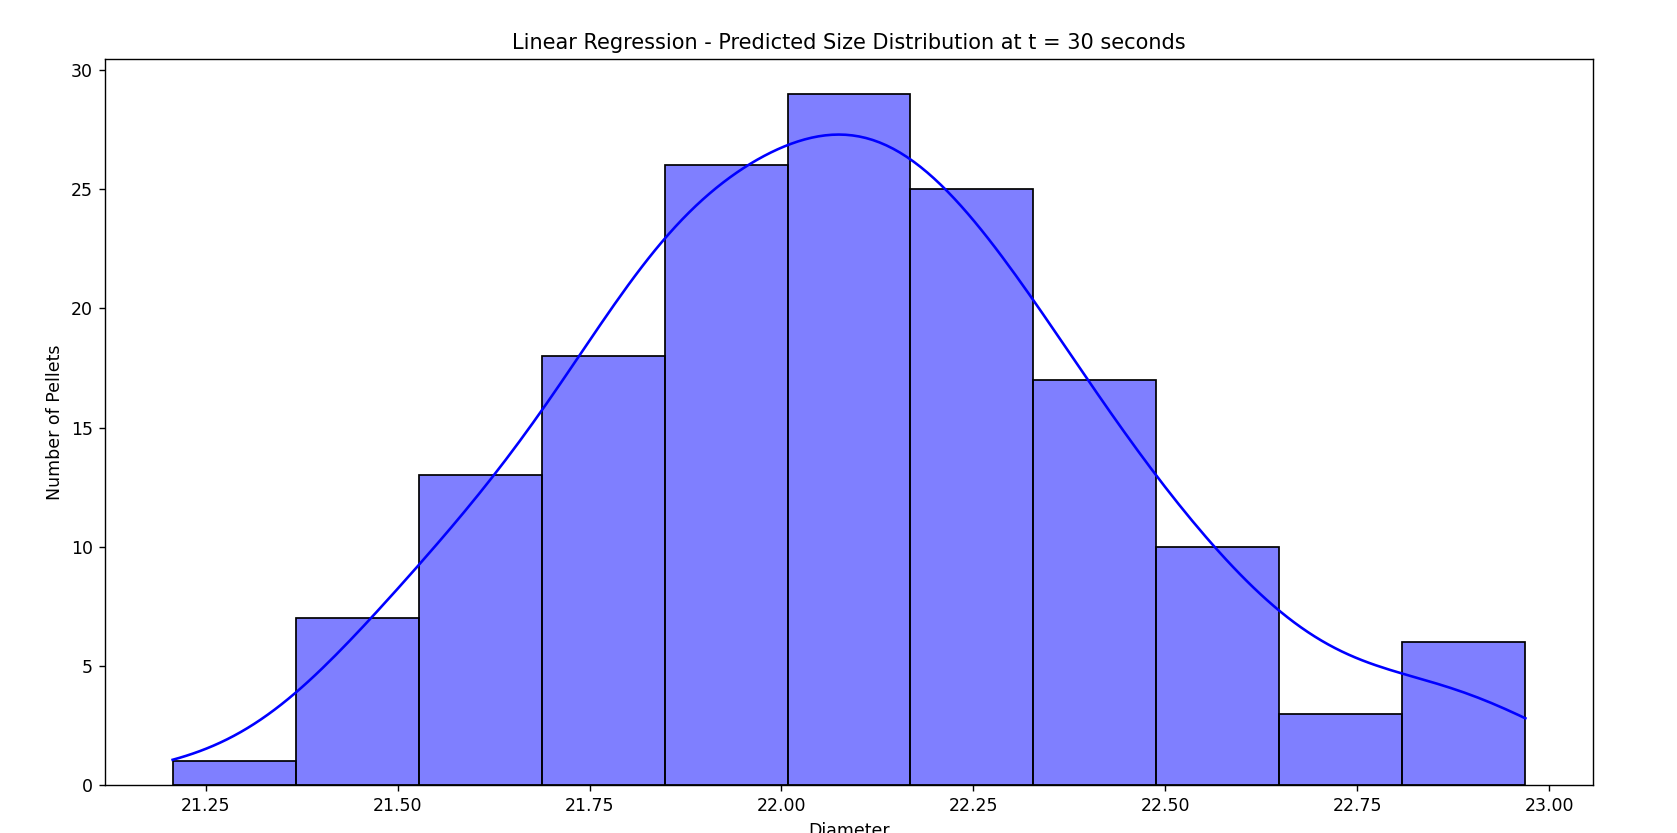 Linear Regression - Predicted Size Distribution at t = 30 seconds
30
25
20
15
10
5
0
Number of Pellets
21.25 21.50 21.75 22.00 22.25 22.50 22.75 23.00
Diameter